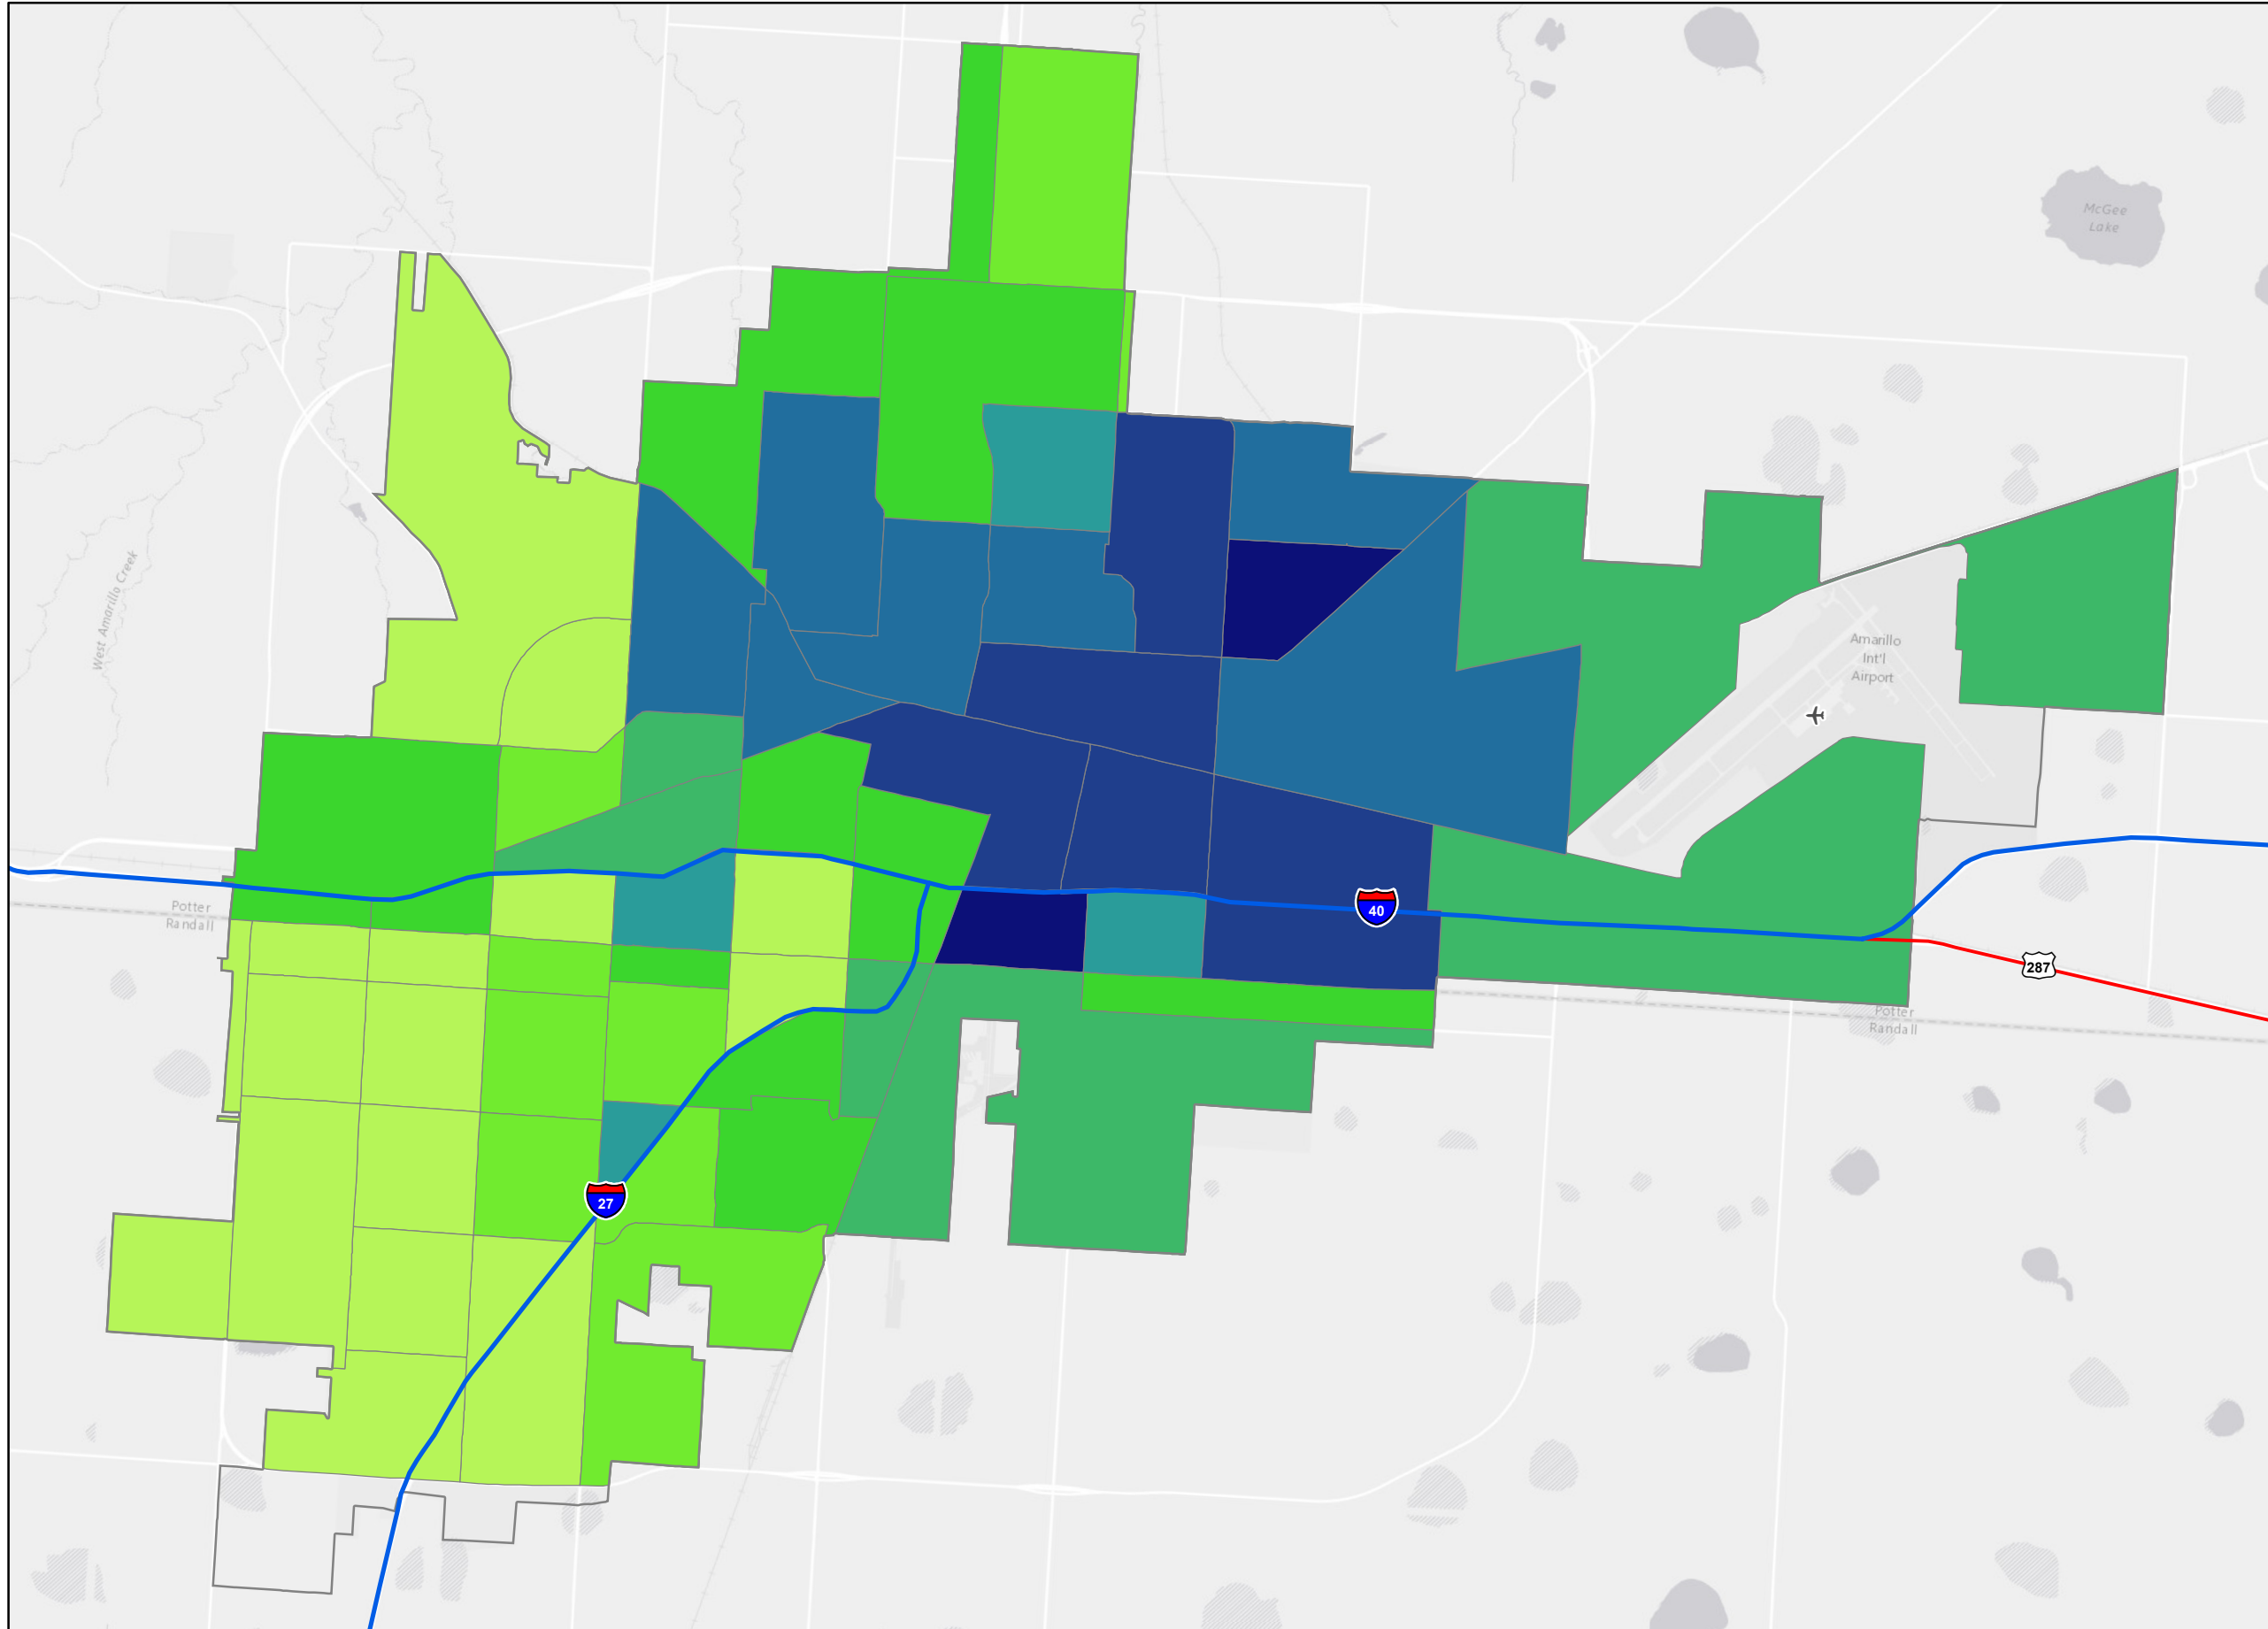 McGee
Lake
West Amarillo Creek
Amarillo
Int'l
Airport
Potter
Randall
40
287
Potter
Randall
27